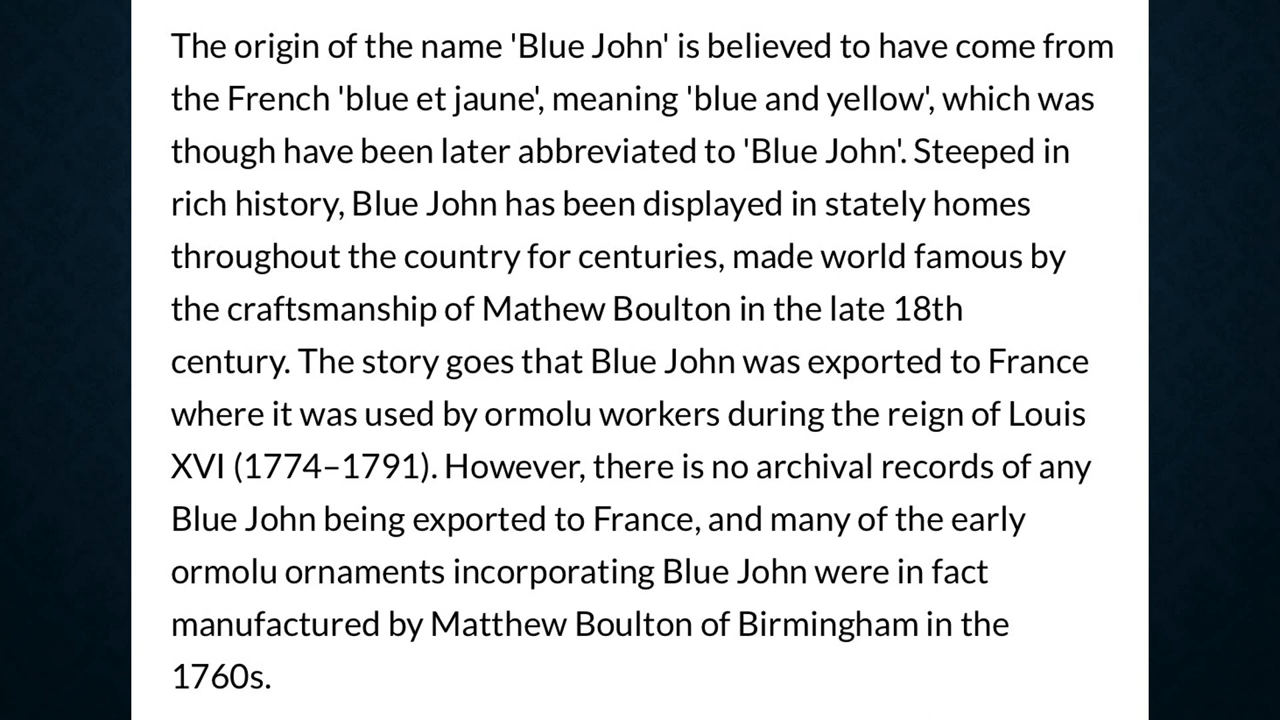 The origin of the name 'Blue John' is believed to have come from
the French 'blue et jaune', meaning 'blue and yellow', which was
though have been later abbreviated to 'Blue John'. Steeped in
rich history, Blue John has been displayed in stately homes
throughout the country for centuries, made world famous by
the craftsmanship of Mathew Boulton in the late 18th
century. The story goes that Blue John was exported to France
where it was used by ormolu workers during the reign of Louis
XVI (1774–1791). However, there is no archival records of any
Blue John being exported to France, and many of the early
ormolu ornaments incorporating Blue John were in fact
manufactured by Matthew Boulton of Birmingham in the
1760s.